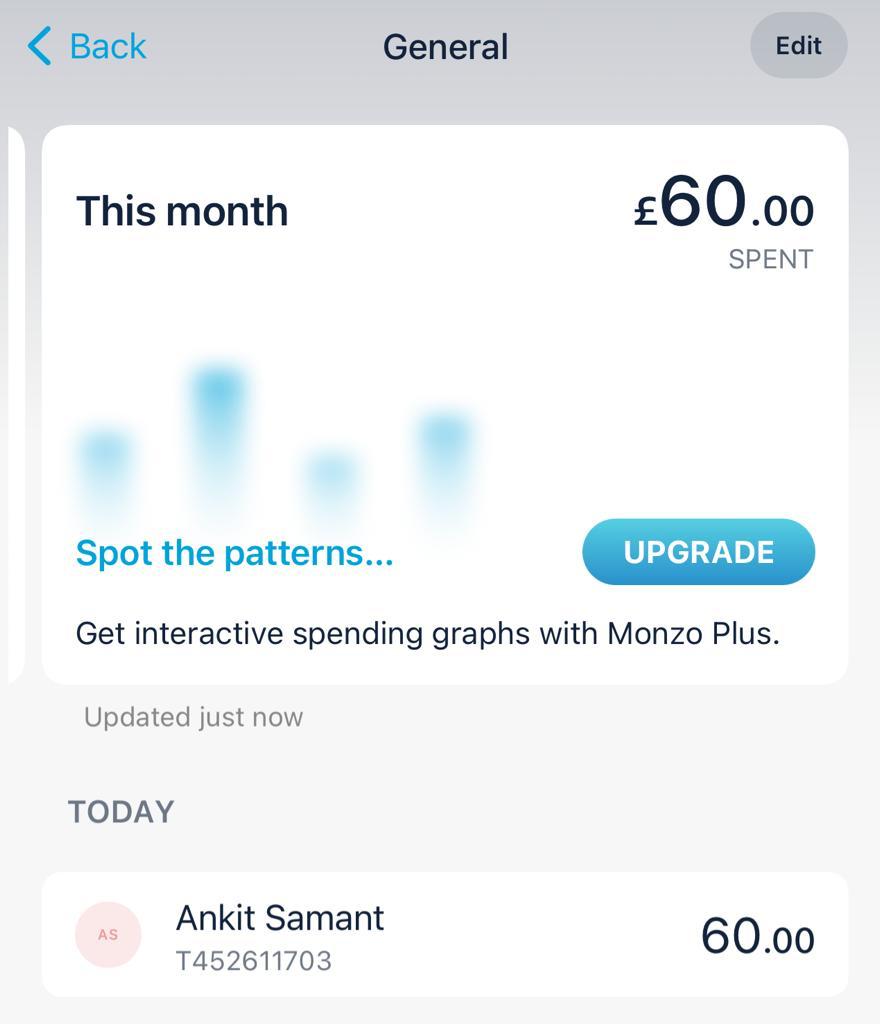 Back
General
Edit
This month
£60.00
SPENT
Spot the patterns...
UPGRADE
Get interactive spending graphs with Monzo Plus.
Updated just now
TODAY
AS
Ankit Samant
60.00
T452611703